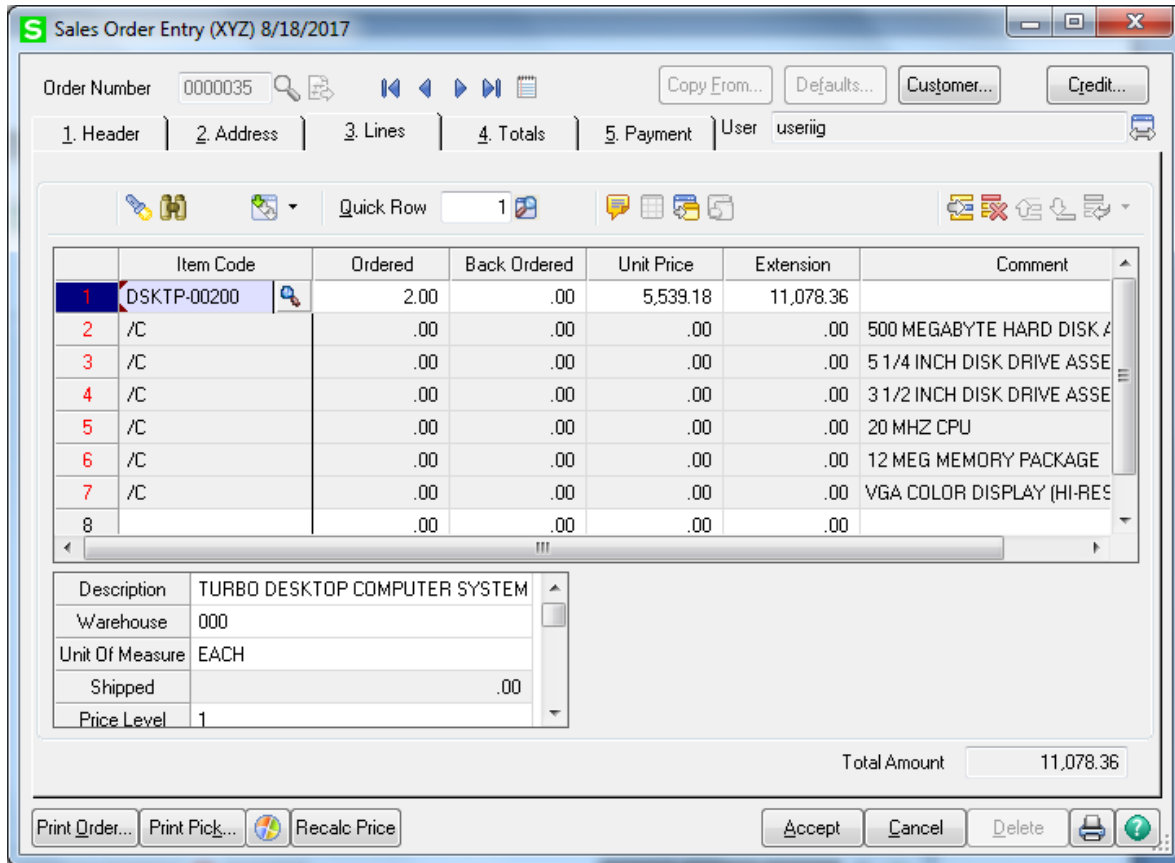 S Sales Order Entry (XYZ) 8/18/2017
Order Number 0000035 Copy From... Defaults... Customer... Credit...
1. Header 2. Address 3. Lines 4. Totals 5. Payment User useriig
Quick Row 1
Item Code Ordered Back Ordered Unit Price Extension Comment
1 DSKTP-00200 2.00 .00 5,539.18 11,078.36
2 /C .00 .00 .00 .00 500 MEGABYTE HARD DISK A
3 /C .00 .00 .00 .00 5 1/4 INCH DISK DRIVE ASSE
4 /C .00 .00 .00 .00 3 1/2 INCH DISK DRIVE ASSE
5 /C .00 .00 .00 .00 20 MHZ CPU
6 /C .00 .00 .00 .00 12 MEG MEMORY PACKAGE
7 /C .00 .00 .00 .00 VGA COLOR DISPLAY (HI-RES
8 .00 .00 .00 .00
Description TURBO DESKTOP COMPUTER SYSTEM
Warehouse 000
Unit Of Measure EACH
Shipped .00
Price Level 1
Total Amount 11,078.36
Print Order... Print Pick... Recalc Price Accept Cancel Delete ?